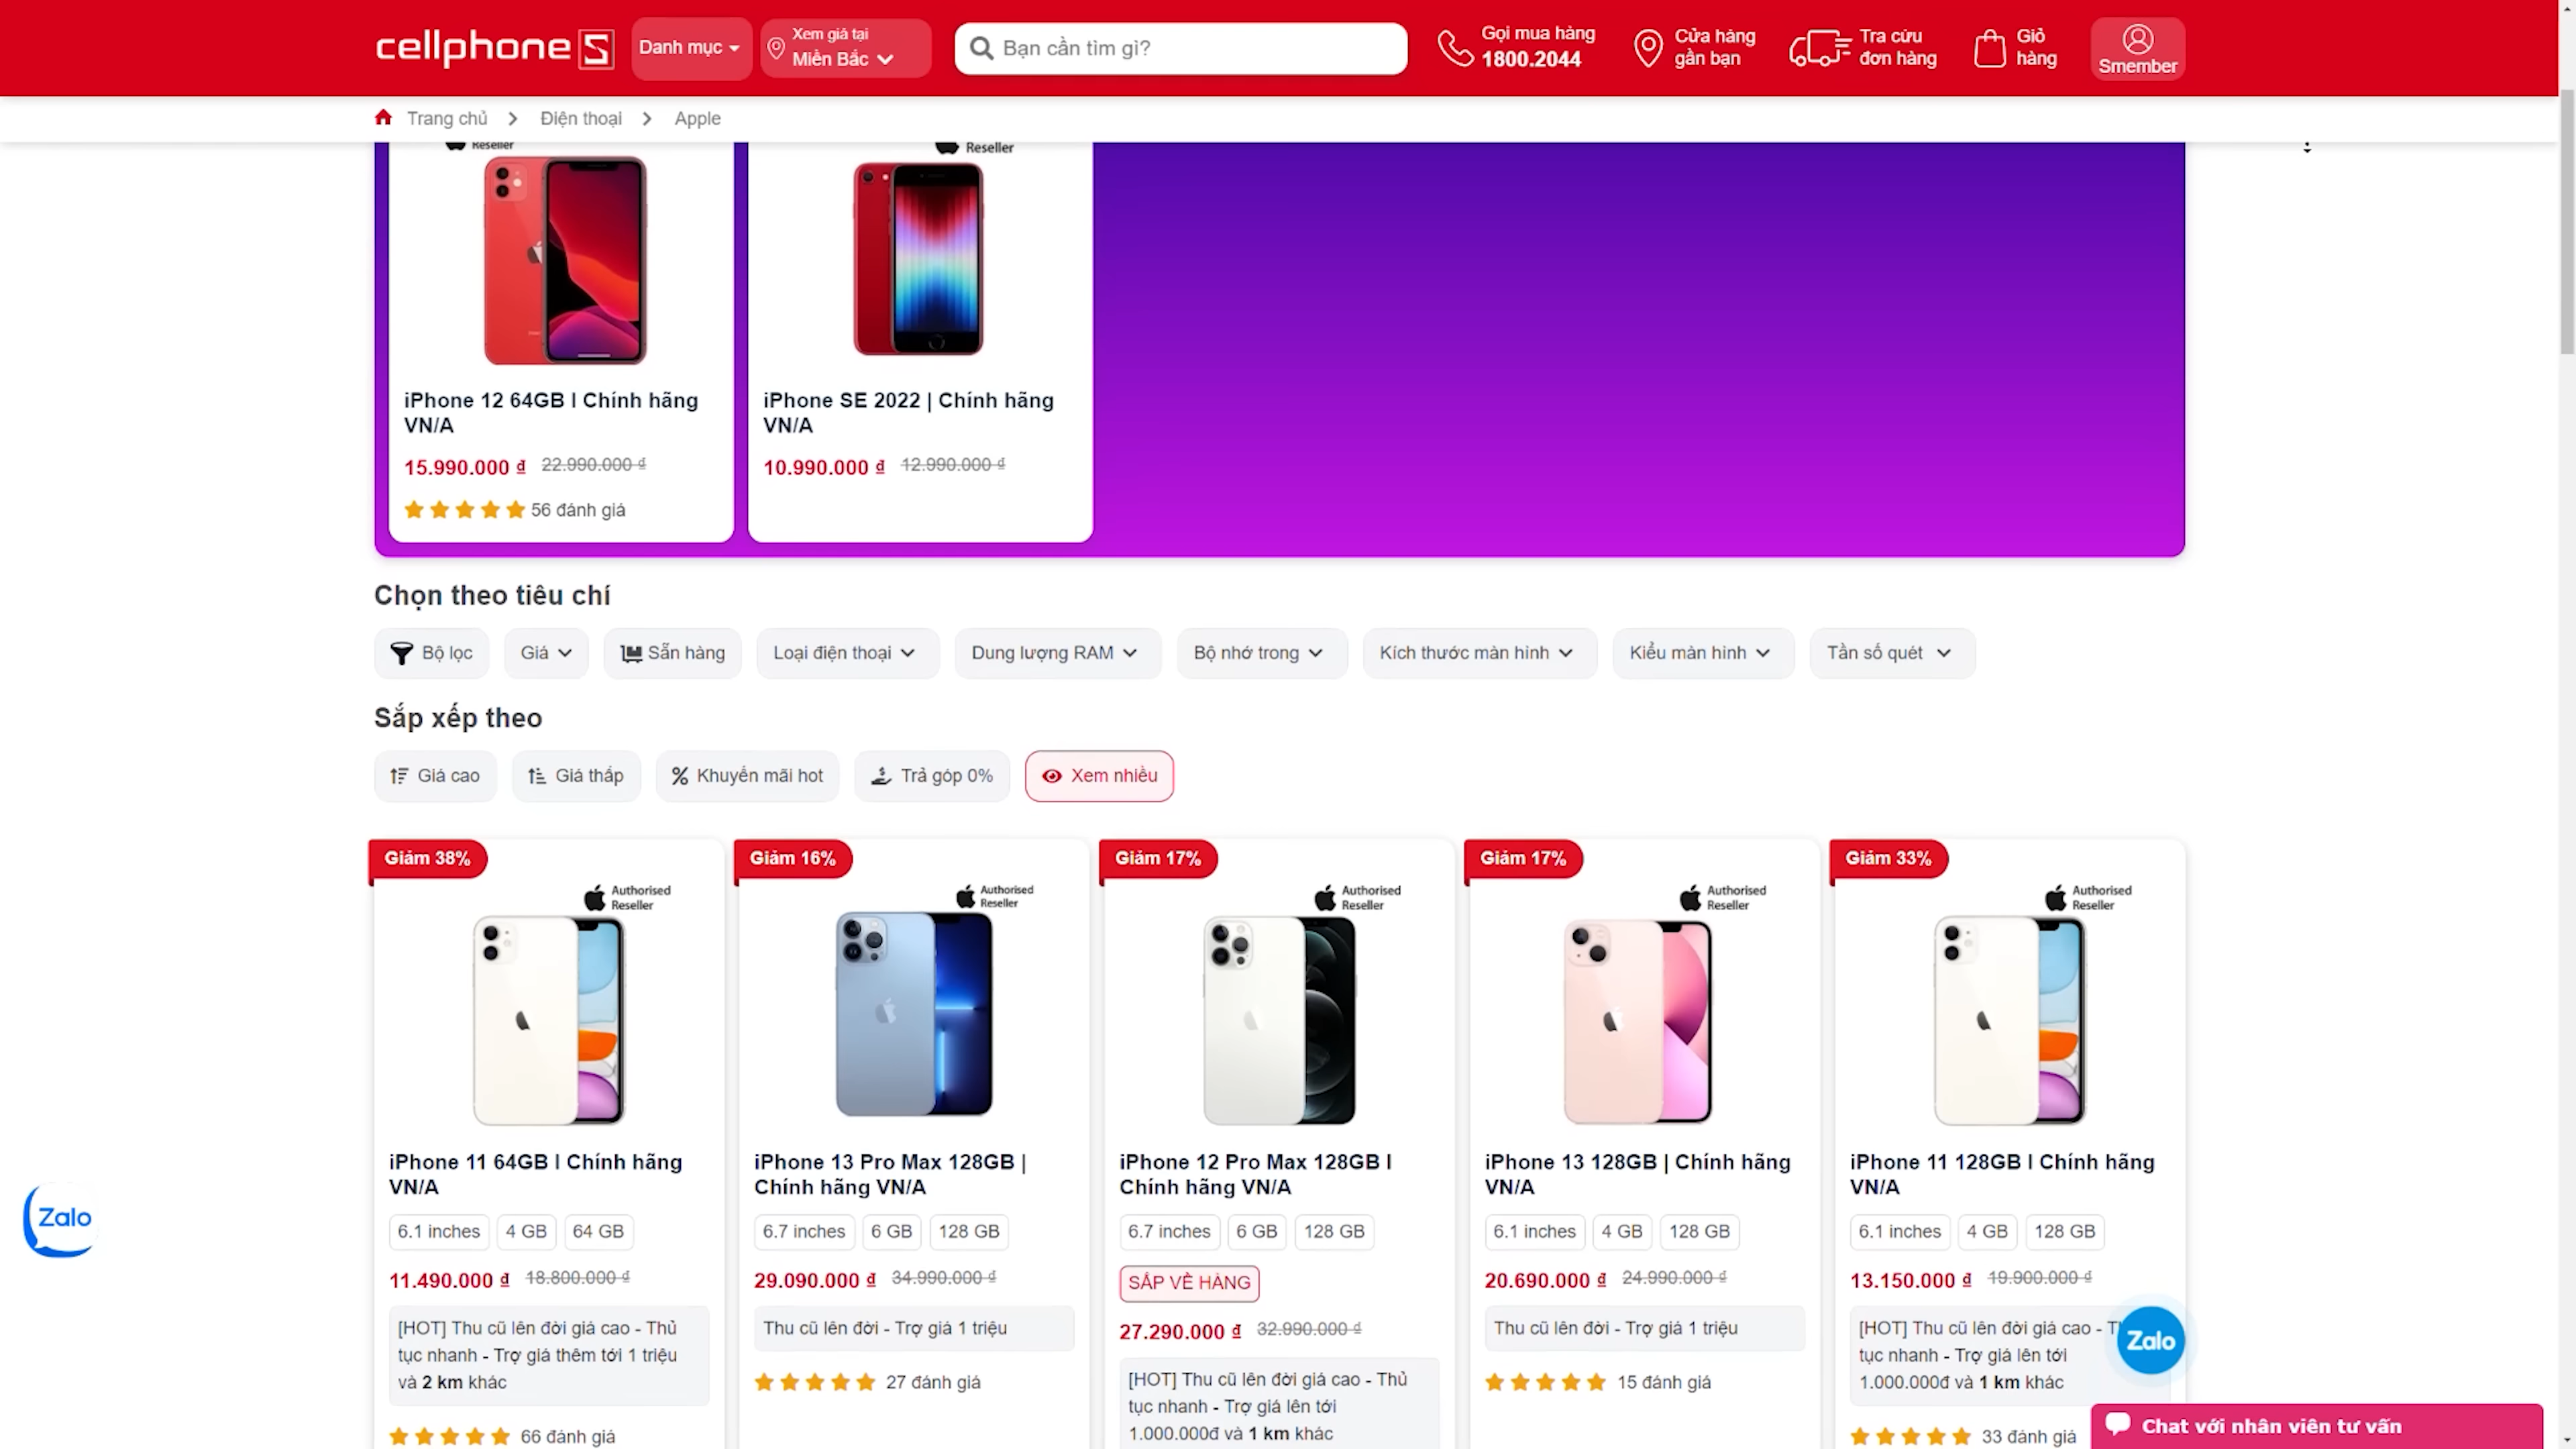 cellphoneS
Danh mục
Xem giá tại
Miền Bắc
Bạn cần tìm gì?
Gọi mua hàng
1800.2044
Cửa hàng
gần bạn
Tra cứu
đơn hàng
Giỏ
hàng
Smember
Trang chủ
Điện thoại
Apple
Reseller
Reseller
iPhone 12 64GB I Chính hãng
VN/A
15.990.000 ₫ 22.990.000 ₫
56 đánh giá
iPhone SE 2022 | Chính hãng
VN/A
10.990.000 ₫ 12.990.000 ₫
Chọn theo tiêu chí
Bộ lọc
Giá
Sẵn hàng
Loại điện thoại
Dung lượng RAM
Bộ nhớ trong
Kích thước màn hình
Kiểu màn hình
Tần số quét
Sắp xếp theo
Giá cao
Giá thấp
Khuyến mãi hot
Trả góp 0%
Xem nhiều
Giảm 38%
Authorised
Reseller
iPhone 11 64GB I Chính hãng
VN/A
6.1 inches 4 GB 64 GB
11.490.000 ₫ 18.800.000 ₫
[HOT] Thu cũ lên đời giá cao - Thủ
tục nhanh - Trợ giá thêm tới 1 triệu
và 2 km khác
66 đánh giá
Giảm 16%
Authorised
Reseller
iPhone 13 Pro Max 128GB |
Chính hãng VN/A
6.7 inches 6 GB 128 GB
29.090.000 ₫ 34.990.000 ₫
Thu cũ lên đời - Trợ giá 1 triệu
27 đánh giá
Giảm 17%
Authorised
Reseller
iPhone 12 Pro Max 128GB I
Chính hãng VN/A
6.7 inches 6 GB 128 GB
SẮP VỀ HÀNG
27.290.000 ₫ 32.990.000 ₫
[HOT] Thu cũ lên đời giá cao - Thủ
tục nhanh - Trợ giá lên tới
1.000.000đ và 1 km khác
Giảm 17%
Authorised
Reseller
iPhone 13 128GB | Chính hãng
VN/A
6.1 inches 4 GB 128 GB
20.690.000 ₫ 24.990.000 ₫
Thu cũ lên đời - Trợ giá 1 triệu
15 đánh giá
Giảm 33%
Authorised
Reseller
iPhone 11 128GB I Chính hãng
VN/A
6.1 inches 4 GB 128 GB
13.150.000 ₫ 19.900.000 ₫
[HOT] Thu cũ lên đời giá cao -
tục nhanh - Trợ giá lên tới
1.000.000đ và 1 km khác
33 đánh giá
Zalo
Zalo
Chat với nhân viên tư vấn